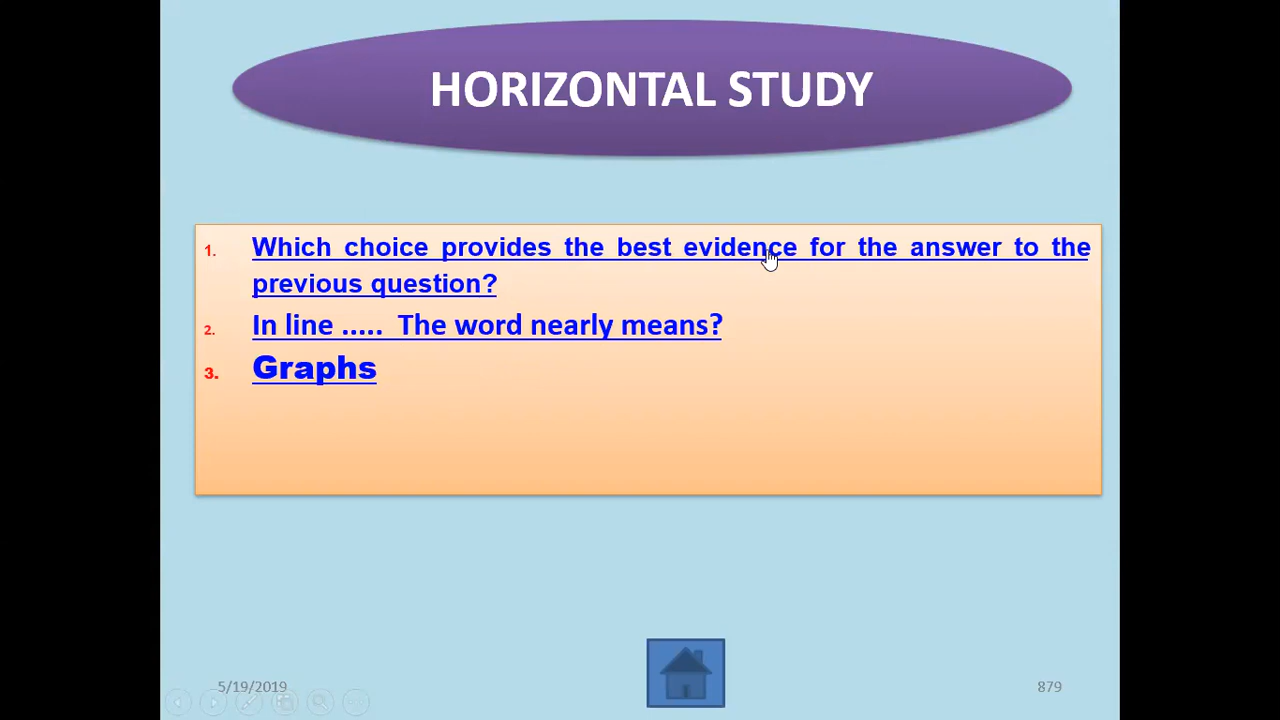 HORIZONTAL STUDY
1. Which choice provides the best evidence for the answer to the
previous question?
2. In line ..... The word nearly means?
3. Graphs
5/19/2019
879